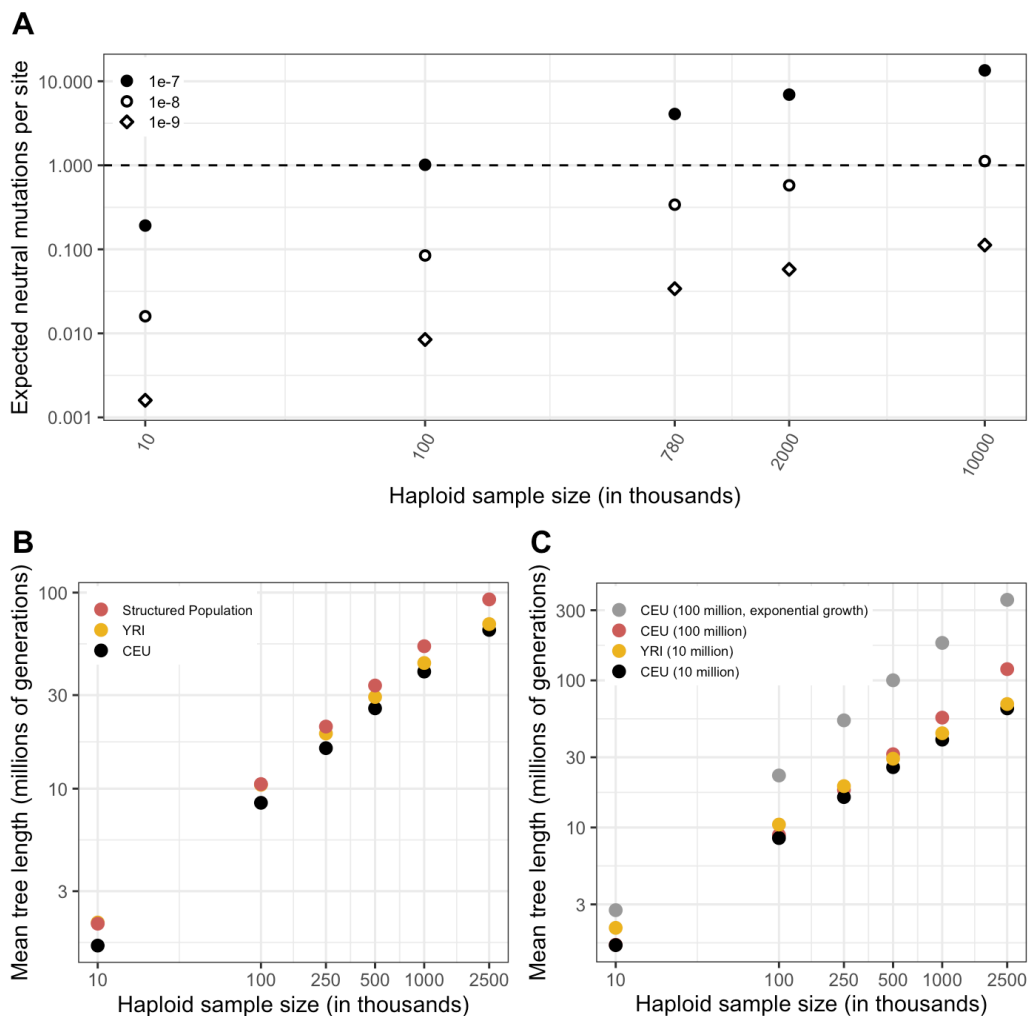 A
Expected neutral mutations per site
10.000
1.000
0.100
0.010
0.001
1e-7
1e-8
1e-9
10
100
780
2000
10000
Haploid sample size (in thousands)
B
Mean tree length (millions of generations)
100
30
10
3
Structured Population
YRI
CEU
10
100
250
500
1000
2500
Haploid sample size (in thousands)
C
Mean tree length (millions of generations)
300
100
30
10
3
CEU (100 million, exponential growth)
CEU (100 million)
YRI (10 million)
CEU (10 million)
10
100
250
500
1000
2500
Haploid sample size (in thousands)